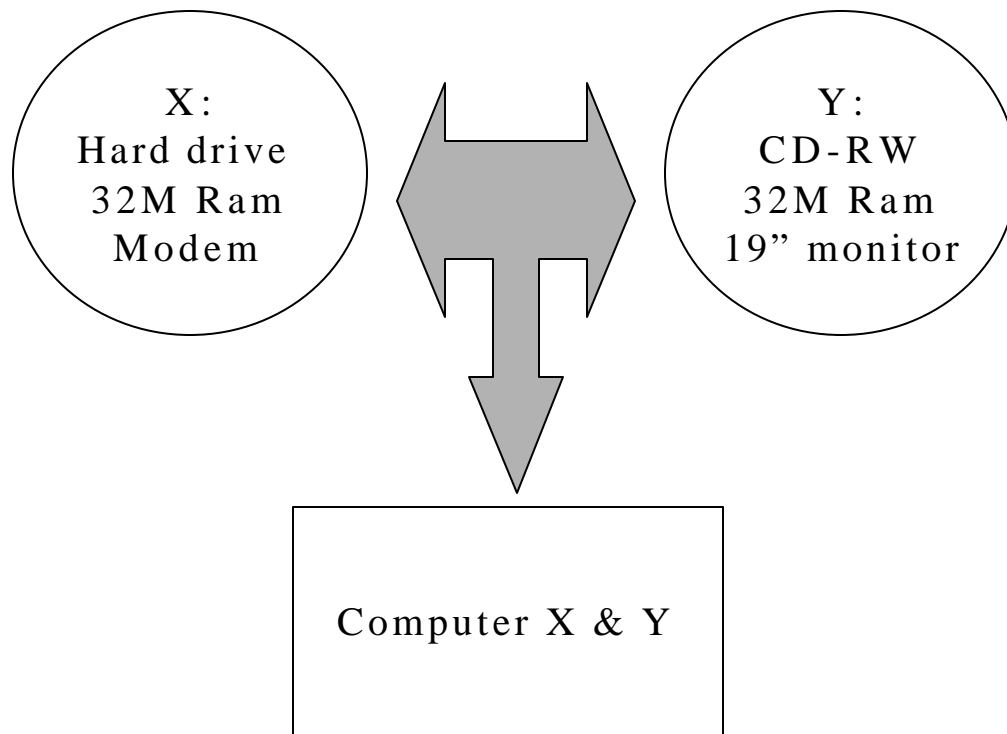 X:
Hard drive
32M Ram
Modem
Y:
CD-RW
32M Ram
19” monitor
Computer X & Y